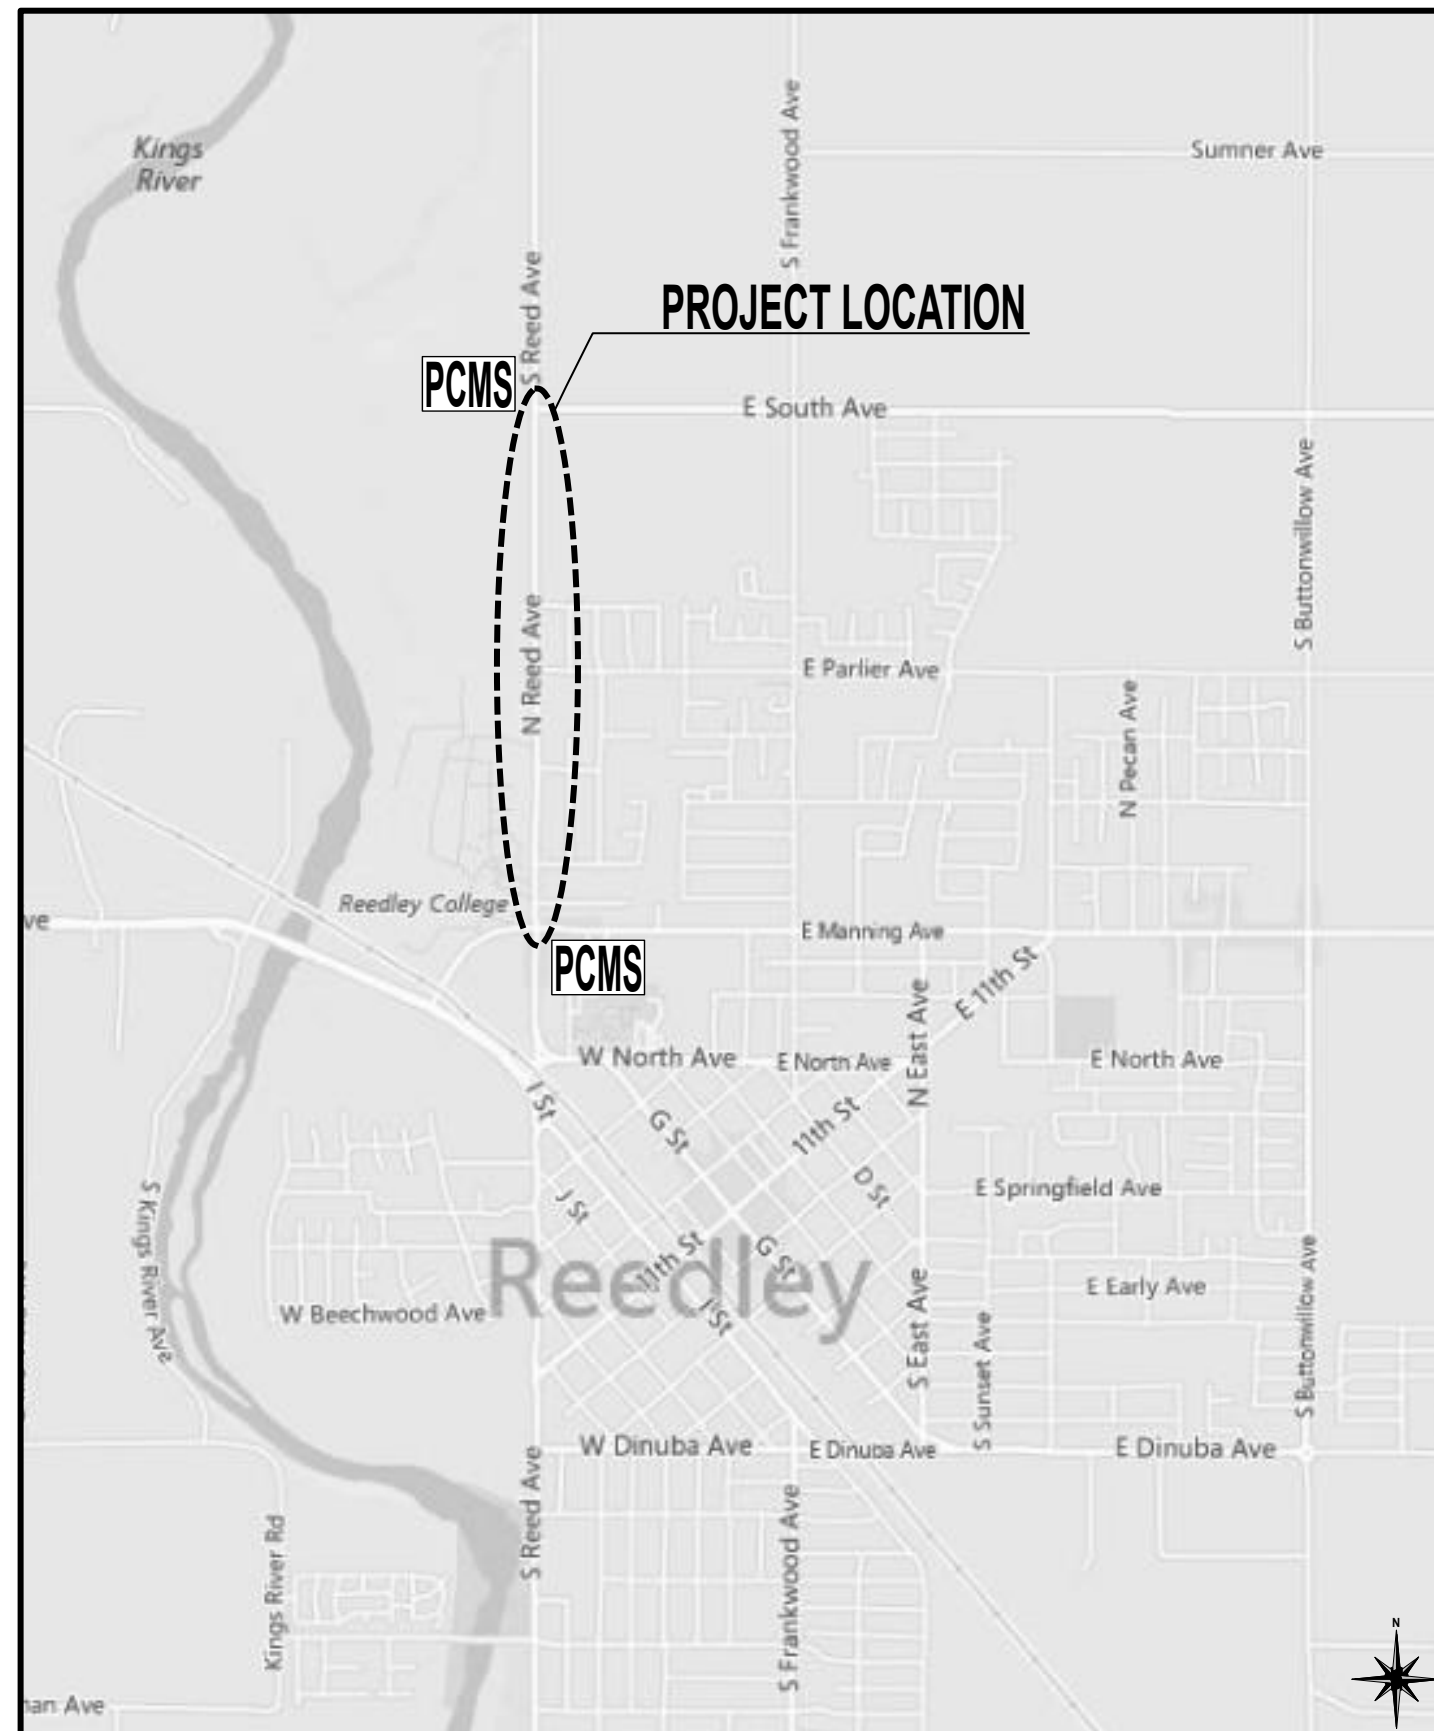 Kings
River
S Frankwood Ave
Sumner Ave
S Reed Ave
PROJECT LOCATION
PCMS
E South Ave
S Buttonwillow Ave
N Reed Ave
E Parlier Ave
N Pecan Ave
Reedley College
ve
E Manning Ave
PCMS
E 11th St
N East Ave
W North Ave
E North Ave
E North Ave
I St
G St
11th St
D St
S Kings River Ave
J St
E Springfield Ave
11th St
G St
Reedley
W Beechwood Ave
I St
E Early Ave
S East Ave
S Sunset Ave
S Buttonwillow Ave
W Dinuba Ave
E Dinuba Ave
E Dinuba Ave
S Reed Ave
Kings River Rd
S Frankwood Ave
N
an Ave